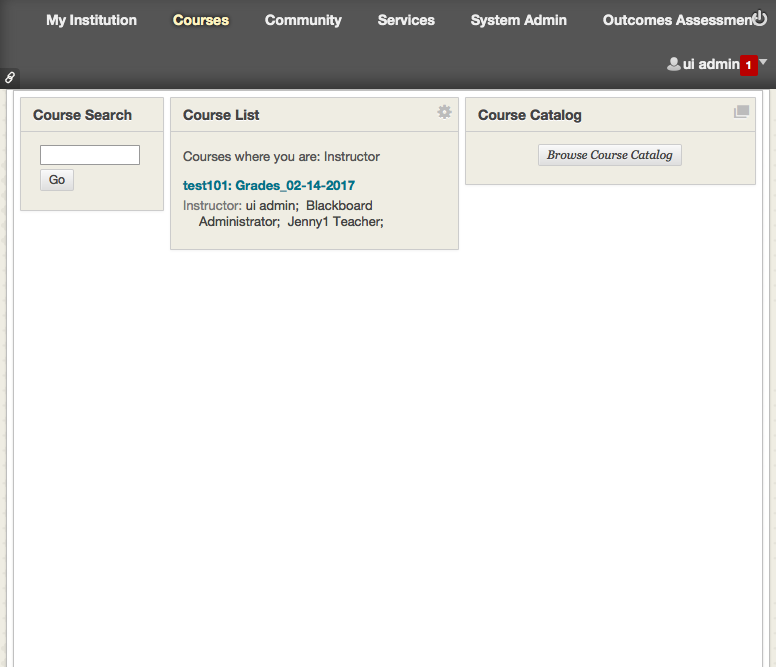 My Institution Courses Community Services System Admin Outcomes Assessmen
ui admin 1
Course Search
Go
Course List
Courses where you are: Instructor
test101: Grades_02-14-2017
Instructor: ui admin; Blackboard
Administrator; Jenny1 Teacher;
Course Catalog
Browse Course Catalog